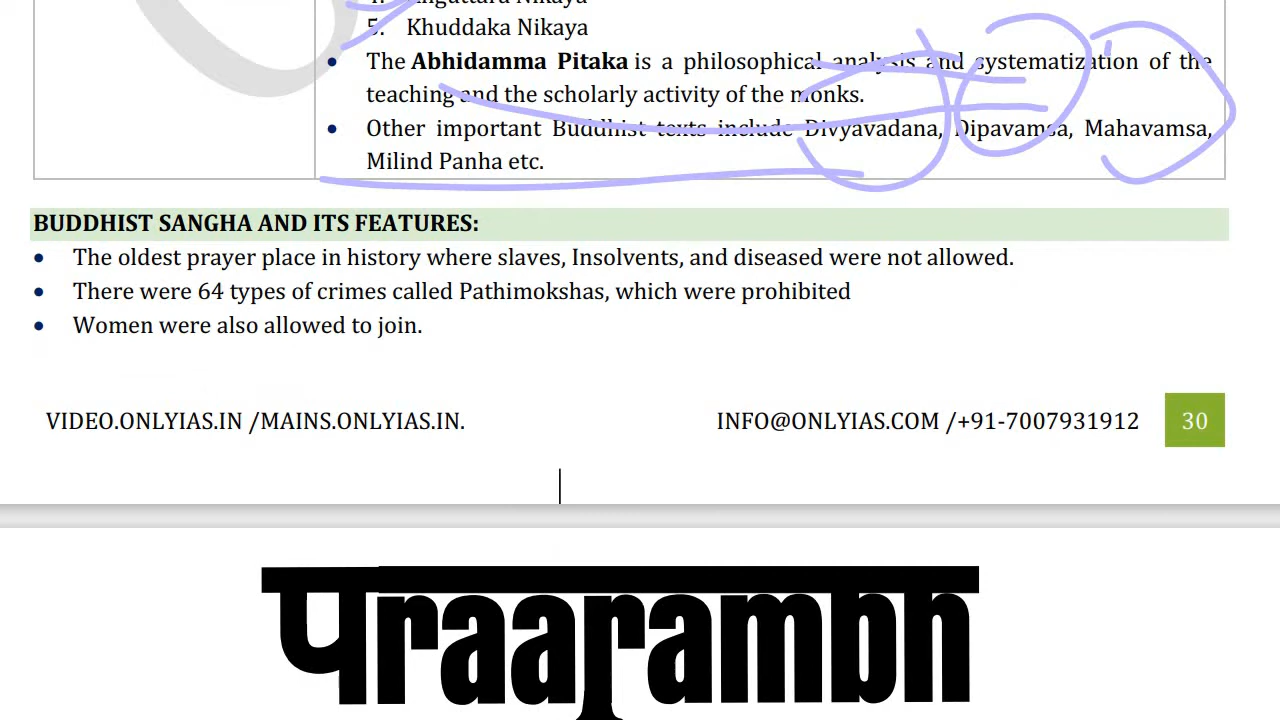 5. Khuddaka Nikaya
• The Abhidamma Pitaka is a philosophical analysis and systematization of the
teaching and the scholarly activity of the monks.
• Other important Buddhist texts include Divyavadana, Dipavamsa, Mahavamsa,
Milind Panha etc.
BUDDHIST SANGHA AND ITS FEATURES:
• The oldest prayer place in history where slaves, Insolvents, and diseased were not allowed.
• There were 64 types of crimes called Pathimokshas, which were prohibited
• Women were also allowed to join.
VIDEO.ONLYIAS.IN /MAINS.ONLYIAS.IN. INFO@ONLYIAS.COM /+91-7007931912 30
Praarambh